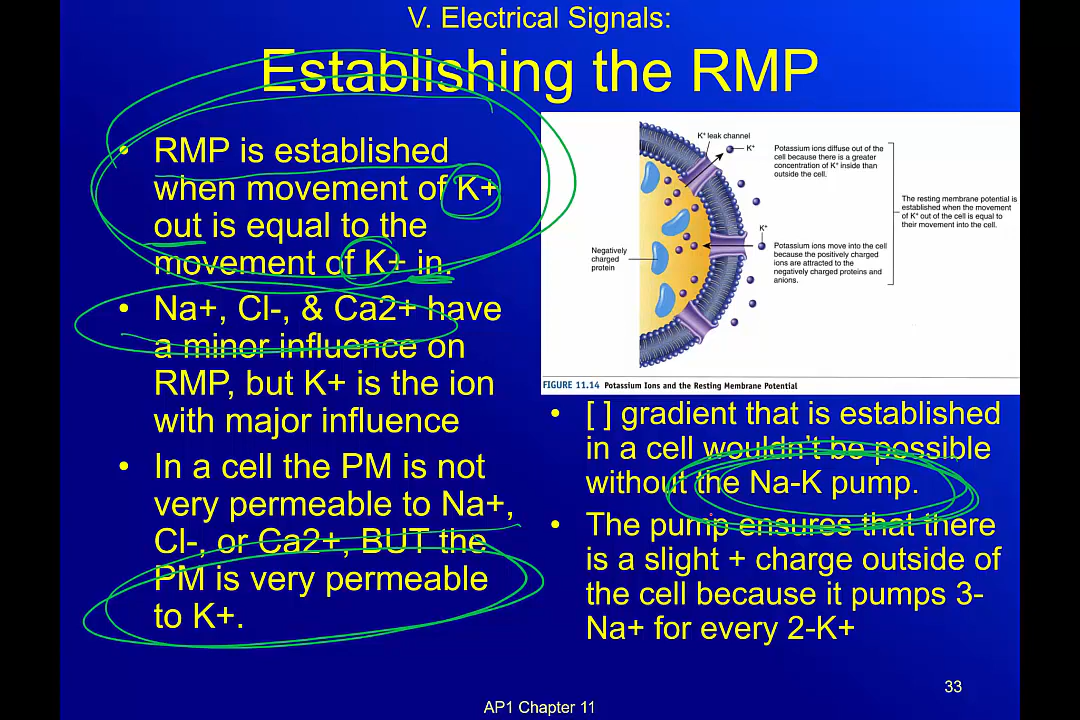 V. Electrical Signals:
Establishing the RMP
• RMP is established
when movement of K+
out is equal to the
movement of K+ in.
• Na+, Cl-, & Ca2+ have
a minor influence on
RMP, but K+ is the ion
with major influence
• In a cell the PM is not
very permeable to Na+,
Cl-, or Ca2+, BUT the
PM is very permeable
to K+.
K+ leak channel
K+
Potassium ions diffuse out of the
cell because there is a greater
concentration of K+ inside than
outside the cell.
The resting membrane potential is
established when the movement
of K+ out of the cell is equal to
their movement into the cell.
K+
Negatively
charged
protein
Potassium ions move into the cell
because the positively charged
ions are attracted to the
negatively charged proteins and
anions.
FIGURE 11.14 Potassium Ions and the Resting Membrane Potential
• [ ] gradient that is established
in a cell wouldn't be possible
without the Na-K pump.
• The pump ensures that there
is a slight + charge outside of
the cell because it pumps 3-
Na+ for every 2-K+
33
AP1 Chapter 11